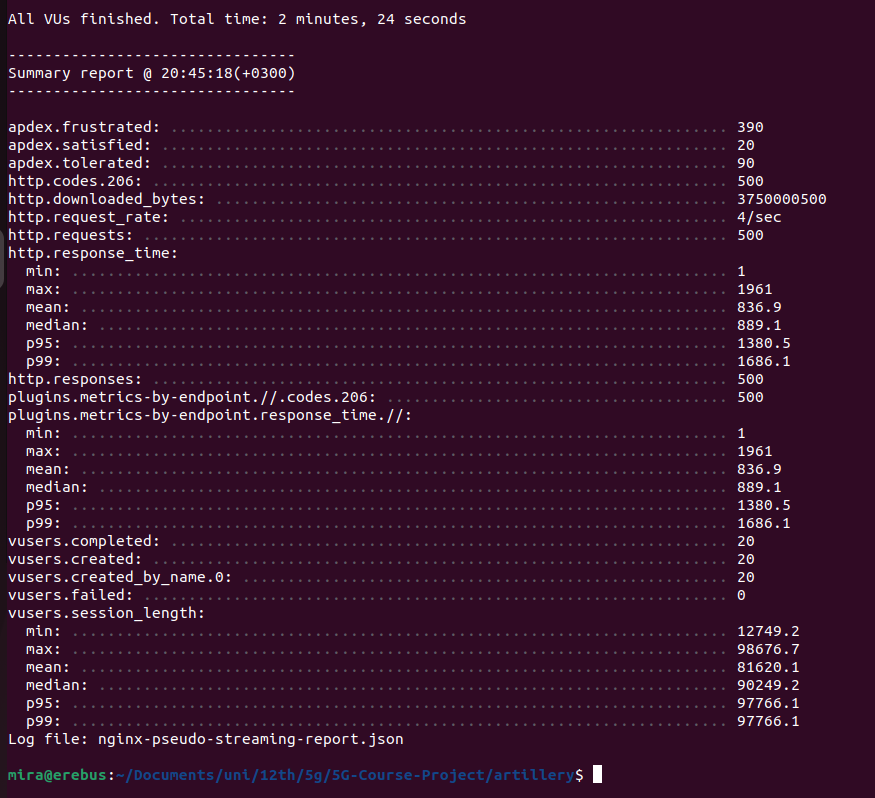 All VUs finished. Total time: 2 minutes, 24 seconds
--------------------------------
Summary report @ 20:45:18(+0300)
--------------------------------
apdex.frustrated: .............................................................. 390
apdex.satisfied: ............................................................... 20
apdex.tolerated: ............................................................... 90
http.codes.206: ................................................................ 500
http.downloaded_bytes: ......................................................... 3750000500
http.request_rate: ............................................................. 4/sec
http.requests: ................................................................. 500
http.response_time:
  min: ......................................................................... 1
  max: ......................................................................... 1961
  mean: ........................................................................ 836.9
  median: ...................................................................... 889.1
  p95: ......................................................................... 1380.5
  p99: ......................................................................... 1686.1
http.responses: ................................................................ 500
plugins.metrics-by-endpoint.//.codes.206: ...................................... 500
plugins.metrics-by-endpoint.response_time.//:
  min: ......................................................................... 1
  max: ......................................................................... 1961
  mean: ........................................................................ 836.9
  median: ...................................................................... 889.1
  p95: ......................................................................... 1380.5
  p99: ......................................................................... 1686.1
vusers.completed: .............................................................. 20
vusers.created: ................................................................ 20
vusers.created_by_name.0: ...................................................... 20
vusers.failed: ................................................................. 0
vusers.session_length:
  min: ......................................................................... 12749.2
  max: ......................................................................... 98676.7
  mean: ........................................................................ 81620.1
  median: ...................................................................... 90249.2
  p95: ......................................................................... 97766.1
  p99: ......................................................................... 97766.1
Log file: nginx-pseudo-streaming-report.json
mira@erebus:~/Documents/uni/12th/5g/5G-Course-Project/artillery$